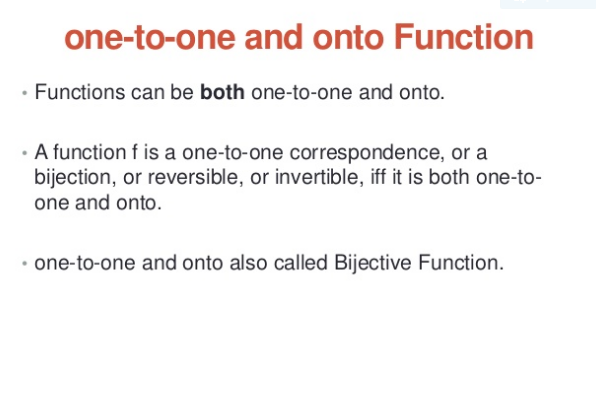 one-to-one and onto Function
• Functions can be both one-to-one and onto.
• A function f is a one-to-one correspondence, or a
bijection, or reversible, or invertible, iff it is both one-to-
one and onto.
• one-to-one and onto also called Bijective Function.